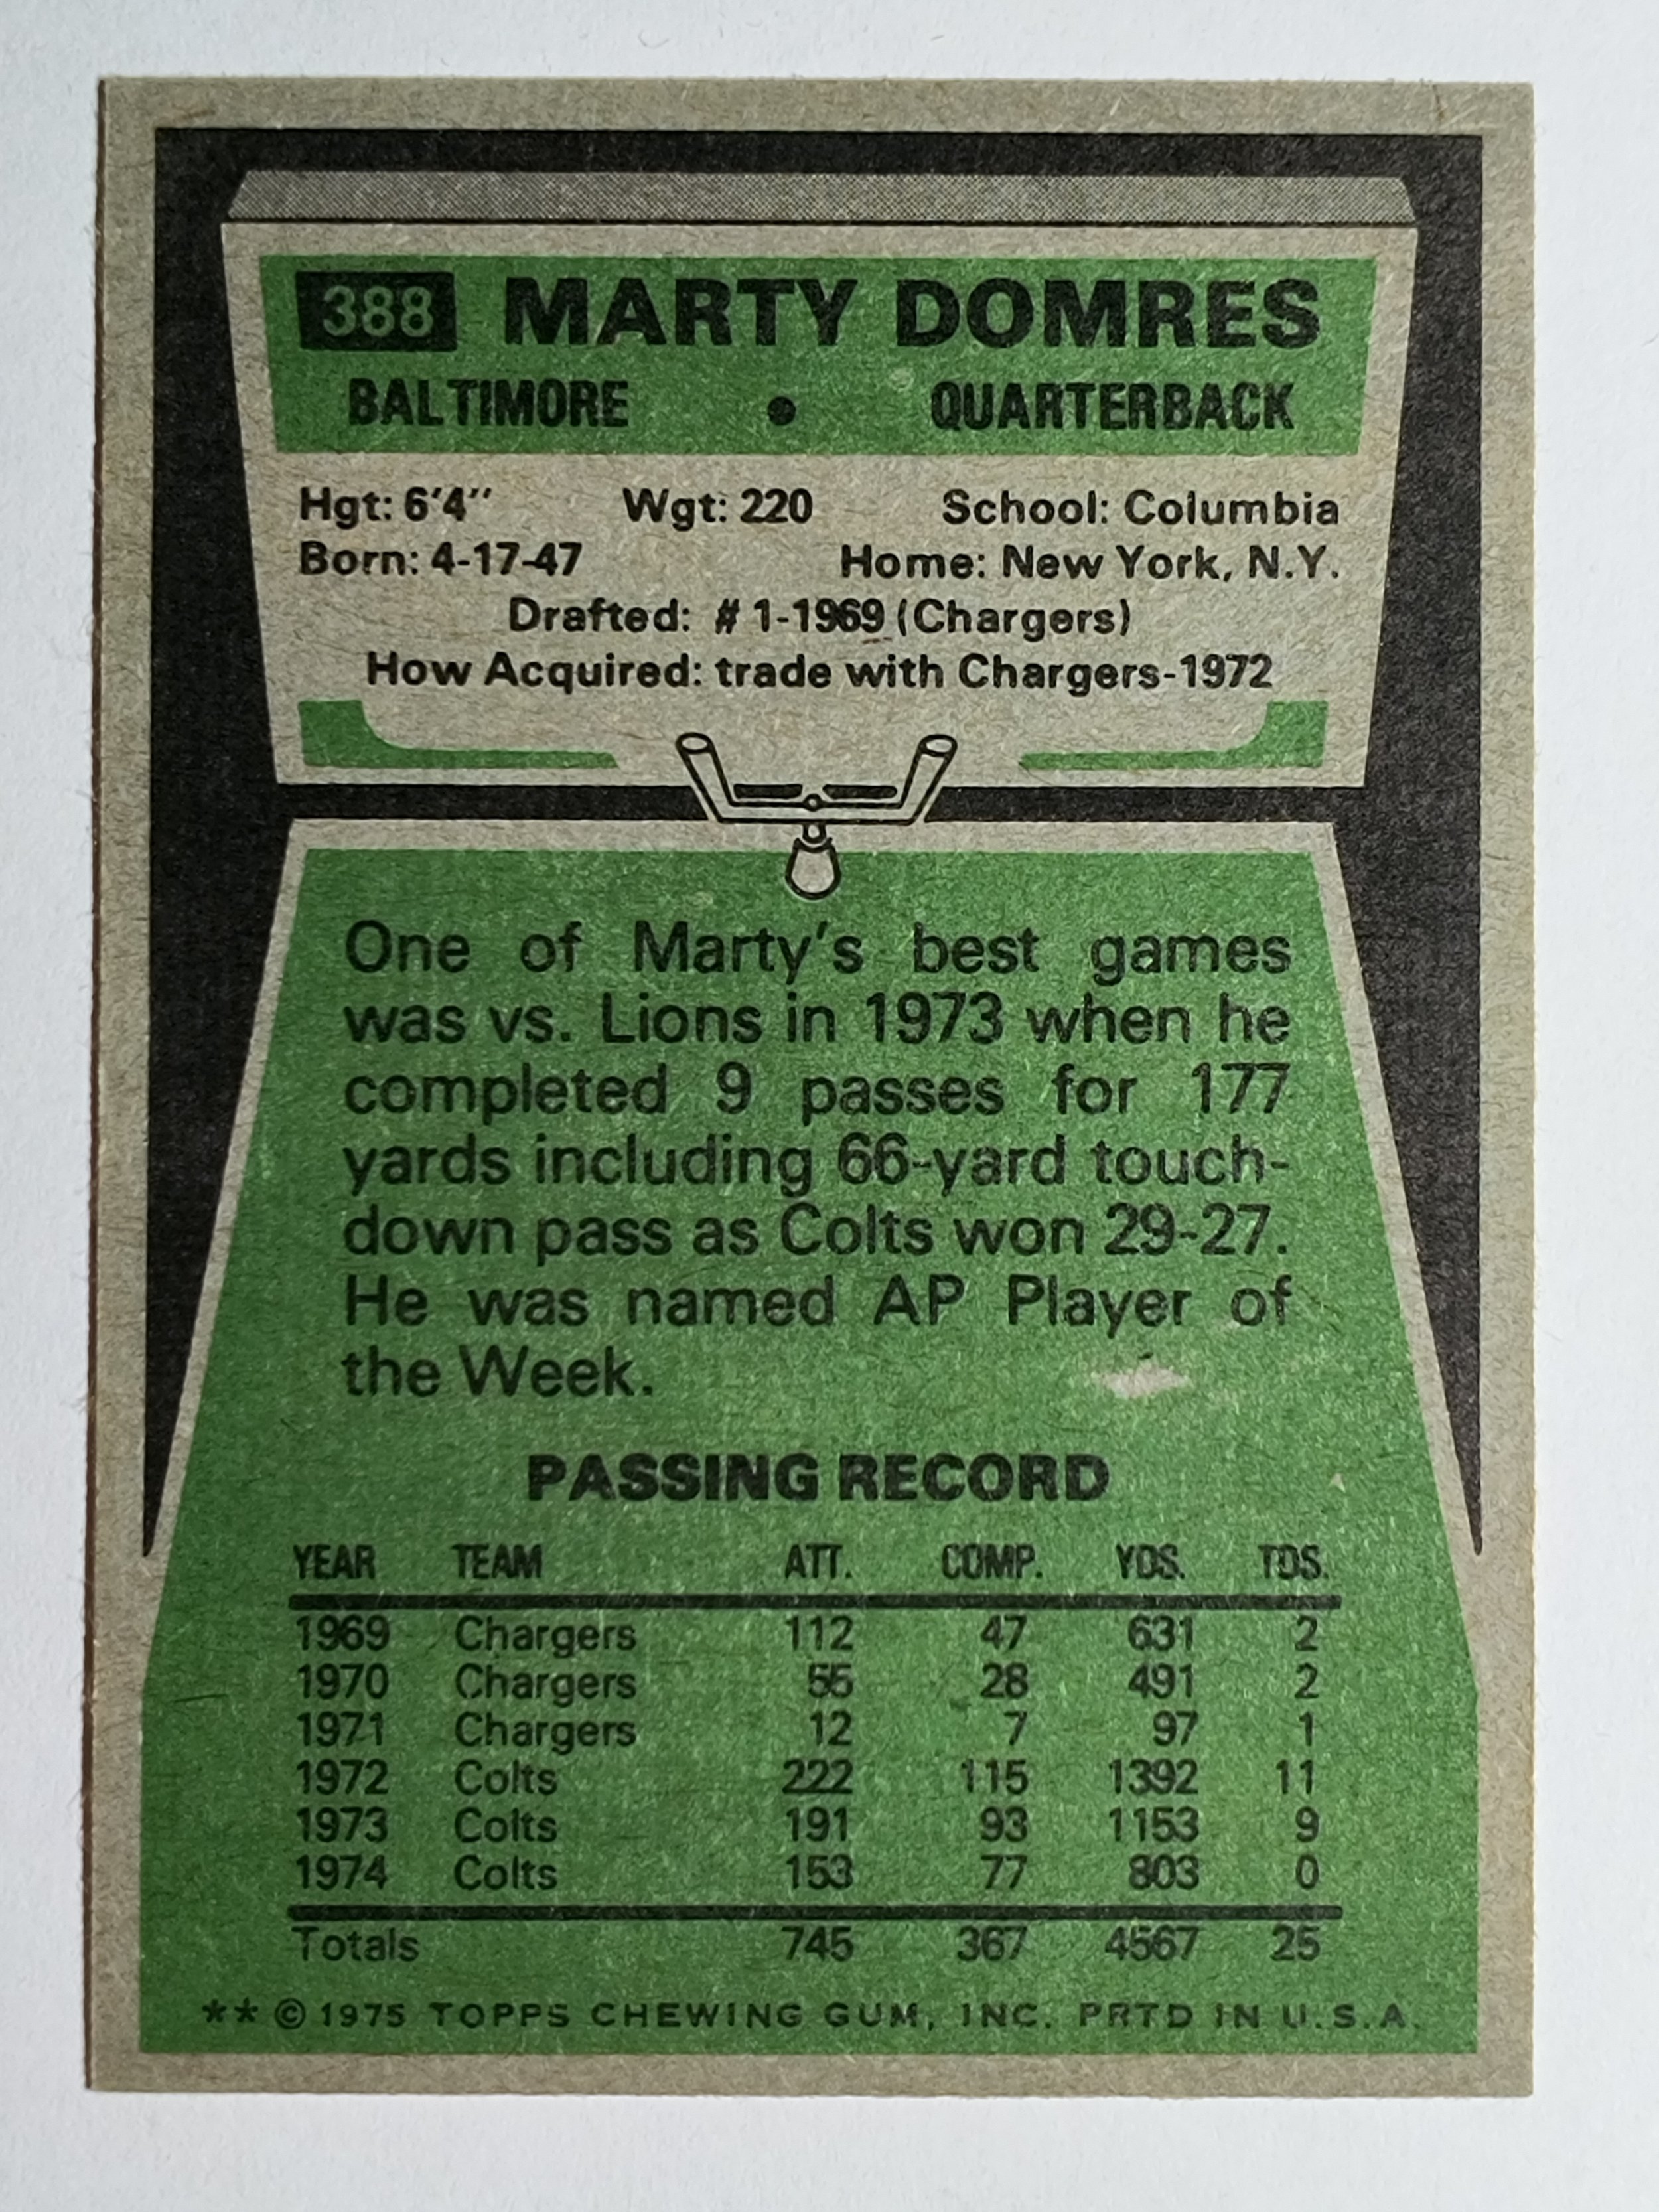 388 MARTY DOMRES
BALTIMORE • QUARTERBACK
Hgt: 6'4" Wgt: 220 School: Columbia
Born: 4-17-47 Home: New York, N.Y.
Drafted: # 1-1969 (Chargers)
How Acquired: trade with Chargers-1972
One of Marty's best games
was vs. Lions in 1973 when he
completed 9 passes for 177
yards including 66-yard touch-
down pass as Colts won 29-27.
He was named AP Player of
the Week.
PASSING RECORD
YEAR TEAM ATT. COMP. YDS. TDS.
1969 Chargers 112 47 631 2
1970 Chargers 55 28 491 2
1971 Chargers 12 7 97 1
1972 Colts 222 115 1392 11
1973 Colts 191 93 1153 9
1974 Colts 153 77 803 0
Totals 745 367 4567 25
** © 1975 TOPPS CHEWING GUM, INC. PRTD IN U.S.A.